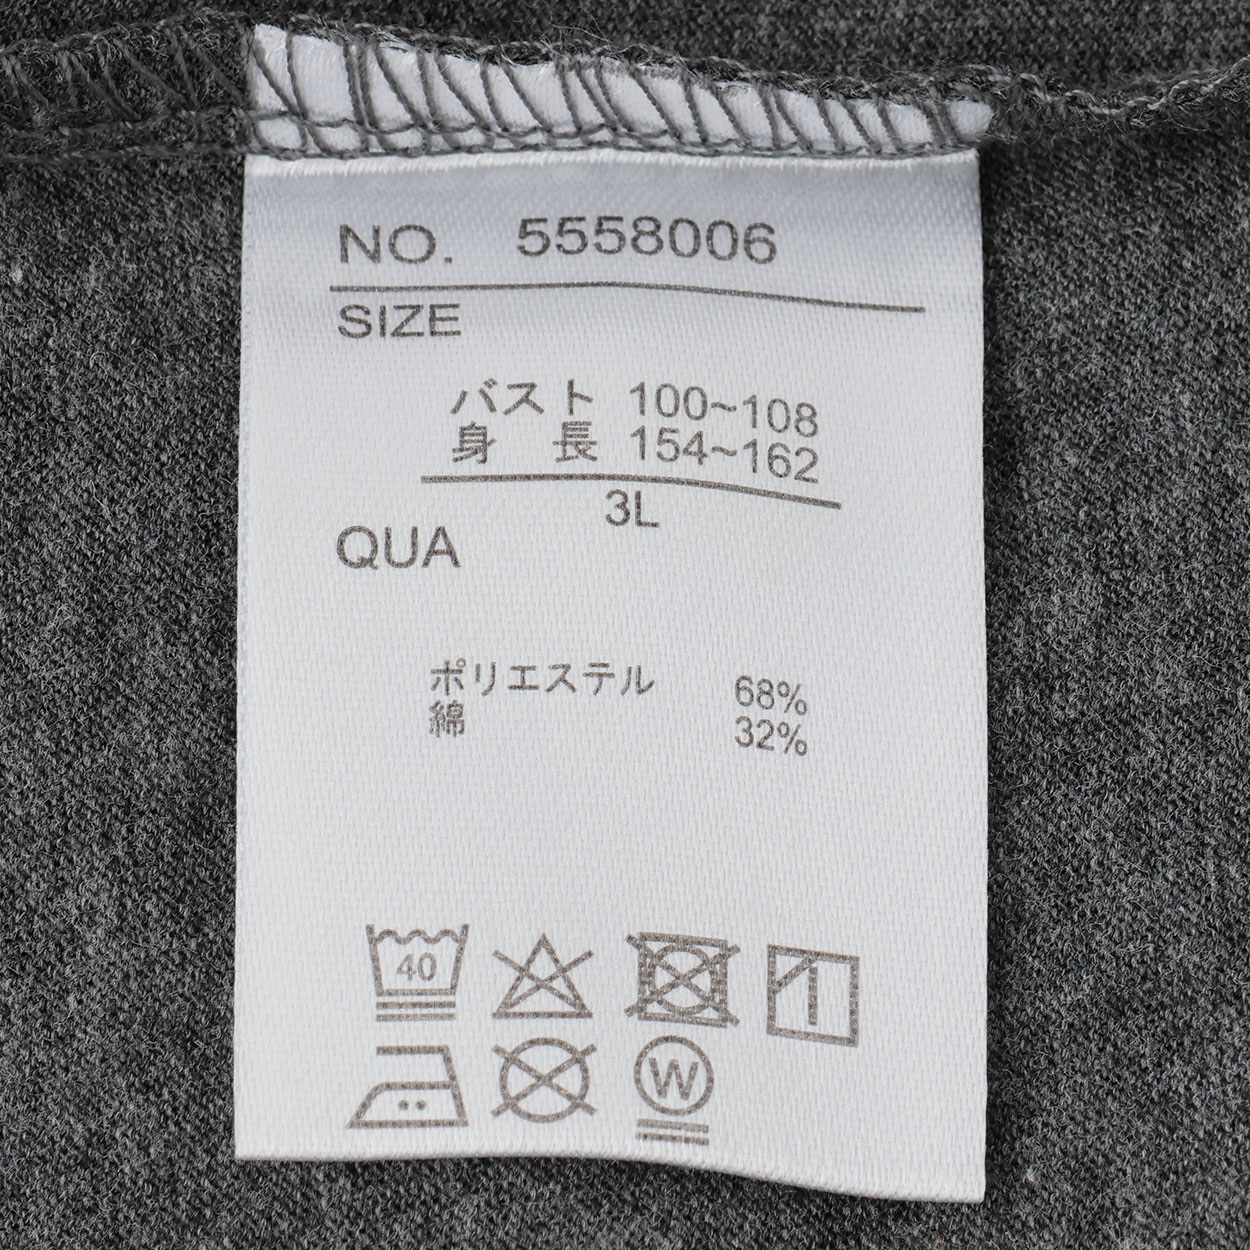 NO. 5558006
SIZE
バスト 100~108
身長 154~162
3L
QUA
ポリエステル 68%
綿 32%
40
W